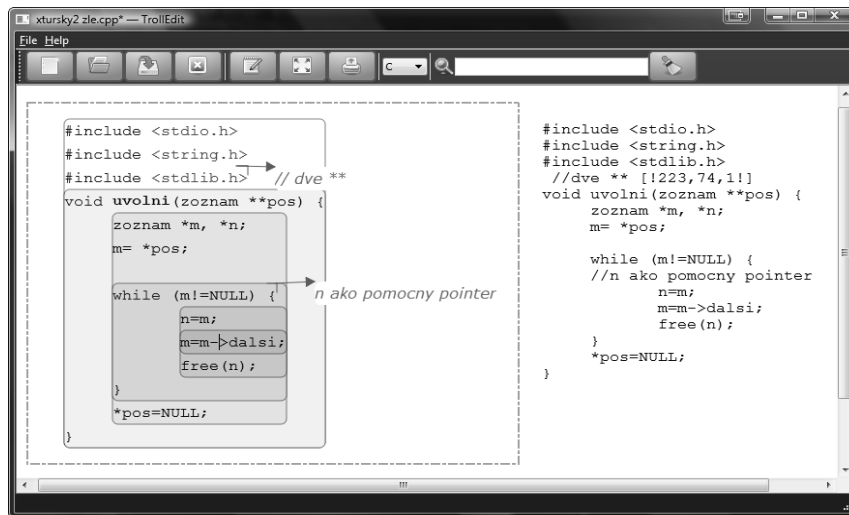 xtursky2 zle.cpp* — TrollEdit
File Help
C
#include <stdio.h>
#include <string.h>
#include <stdlib.h>
// dve **
void uvolni(zoznam **pos) {
zoznam *m, *n;
m= *pos;
while (m!=NULL) {
n ako pomocny pointer
n=m;
m=m->dalsi;
free(n);
}
*pos=NULL;
}
#include <stdio.h>
#include <string.h>
#include <stdlib.h>
//dve ** [!223,74,1!]
void uvolni(zoznam **pos) {
zoznam *m, *n;
m= *pos;
while (m!=NULL) {
//n ako pomocny pointer
n=m;
m=m->dalsi;
free(n);
}
*pos=NULL;
}